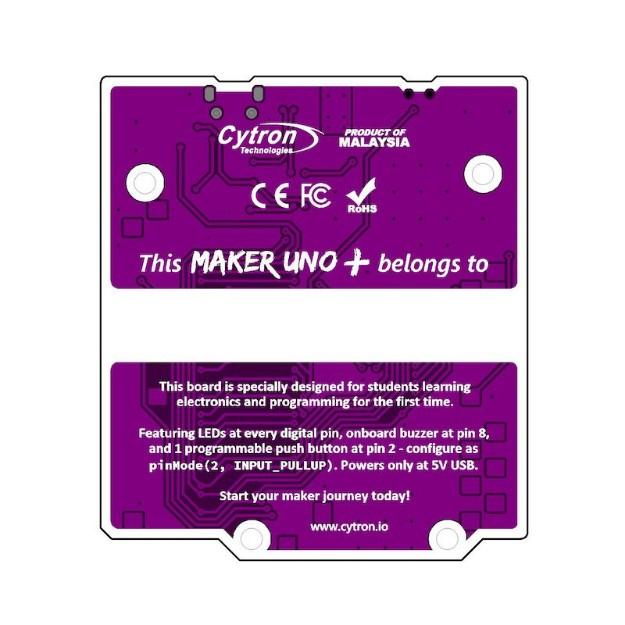 Cytron
Technologies
PRODUCT OF
MALAYSIA
CE FC
RoHS
This MAKER UNO + belongs to
This board is specially designed for students learning
electronics and programming for the first time.
Featuring LEDs at every digital pin, onboard buzzer at pin 8,
and 1 programmable push button at pin 2 - configure as
pinMode(2, INPUT_PULLUP). Powers only at 5V USB.
Start your maker journey today!
www.cytron.io